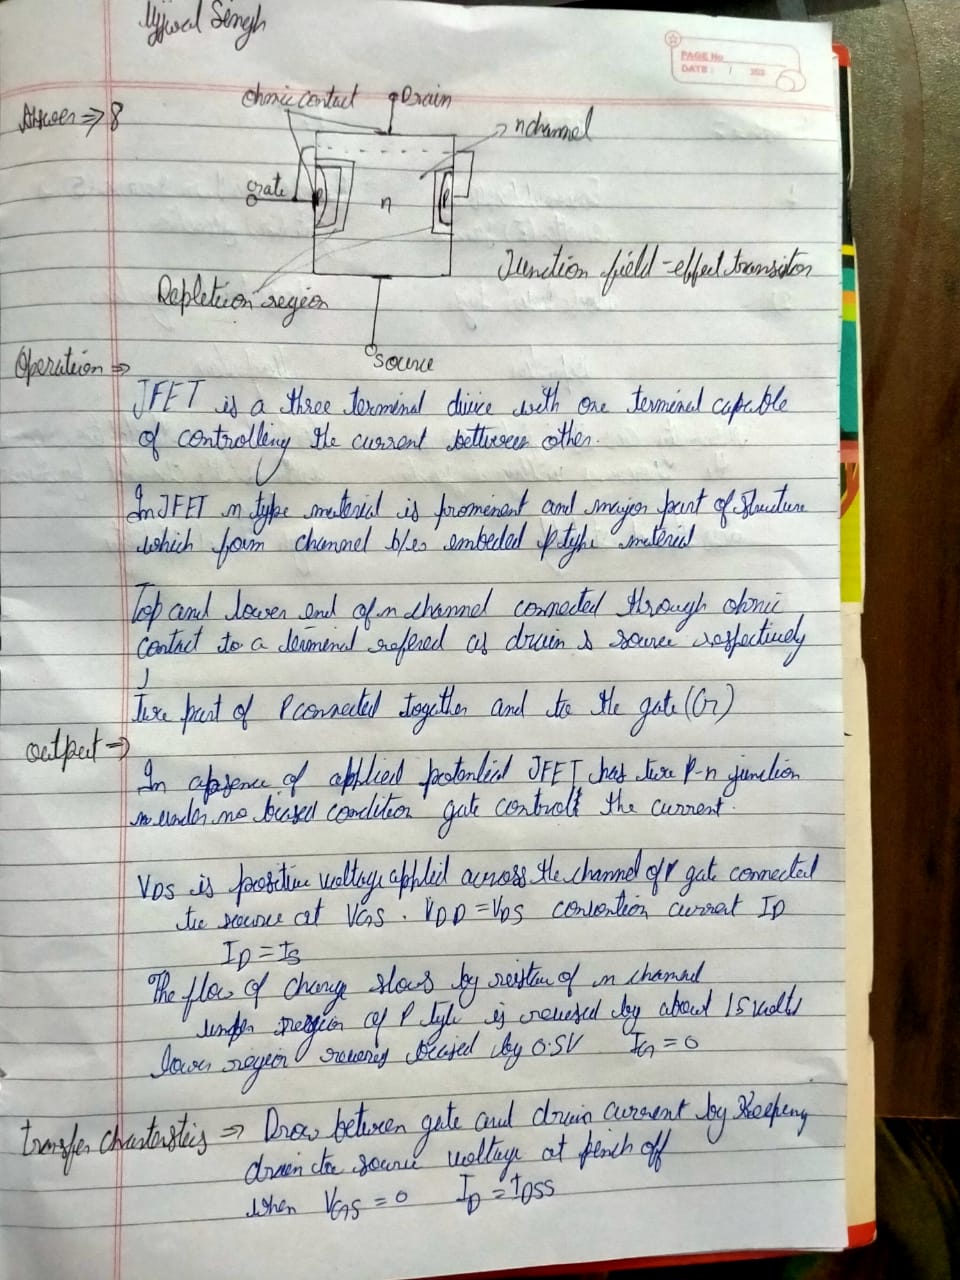 Ujjwal Singh
PAGE No
DATE: / 202
Answer ⇒ 8
ohmic contact
Drain
n channel
gate
n
Junction field-effect transistor
Depletion region
source
Operation ⇒
JFET is a three terminal divice with one terminal capable
of controlling the current between other.
In JFET n type material is prominent and major part of structure
which form channel b/w embeded p type material
Top and lower end of n channel connected through ohmic
contact to a terminal refered as drain & source respectively
Two part of P connected together and to the gate (G)
output ⇒
In absence of applied potential JFET has two P-n junction
under no biased condition gate controls the current.
VDS is positive voltage applied across the channel of gate connected
to source at VGS. VDD = VDS convention current ID
ID = IS
The flow of charge slows by of n channel
upper region of P type is by about 1.5 volts
lower region biased by 0.5V IG = 0
transfer ⇒ Draw between gate and drain current by keeping
drain to source voltage at pinch off
when VGS = 0 ID = IDSS